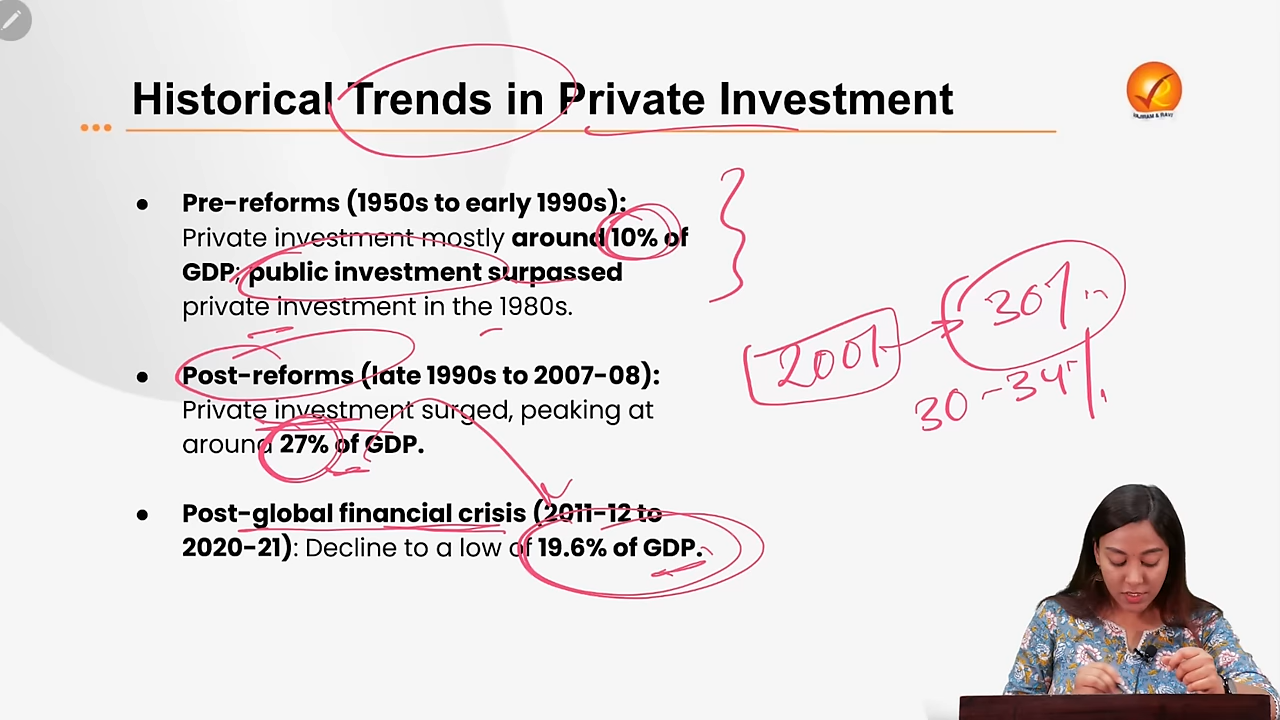 Historical Trends in Private Investment
VAJIRAM & RAVI
● Pre-reforms (1950s to early 1990s):
Private investment mostly around 10% of
GDP; public investment surpassed
private investment in the 1980s.
● Post-reforms (late 1990s to 2007-08):
Private investment surged, peaking at
around 27% of GDP.
● Post-global financial crisis (2011-12 to
2020-21): Decline to a low of 19.6% of GDP.
30%
30-34%